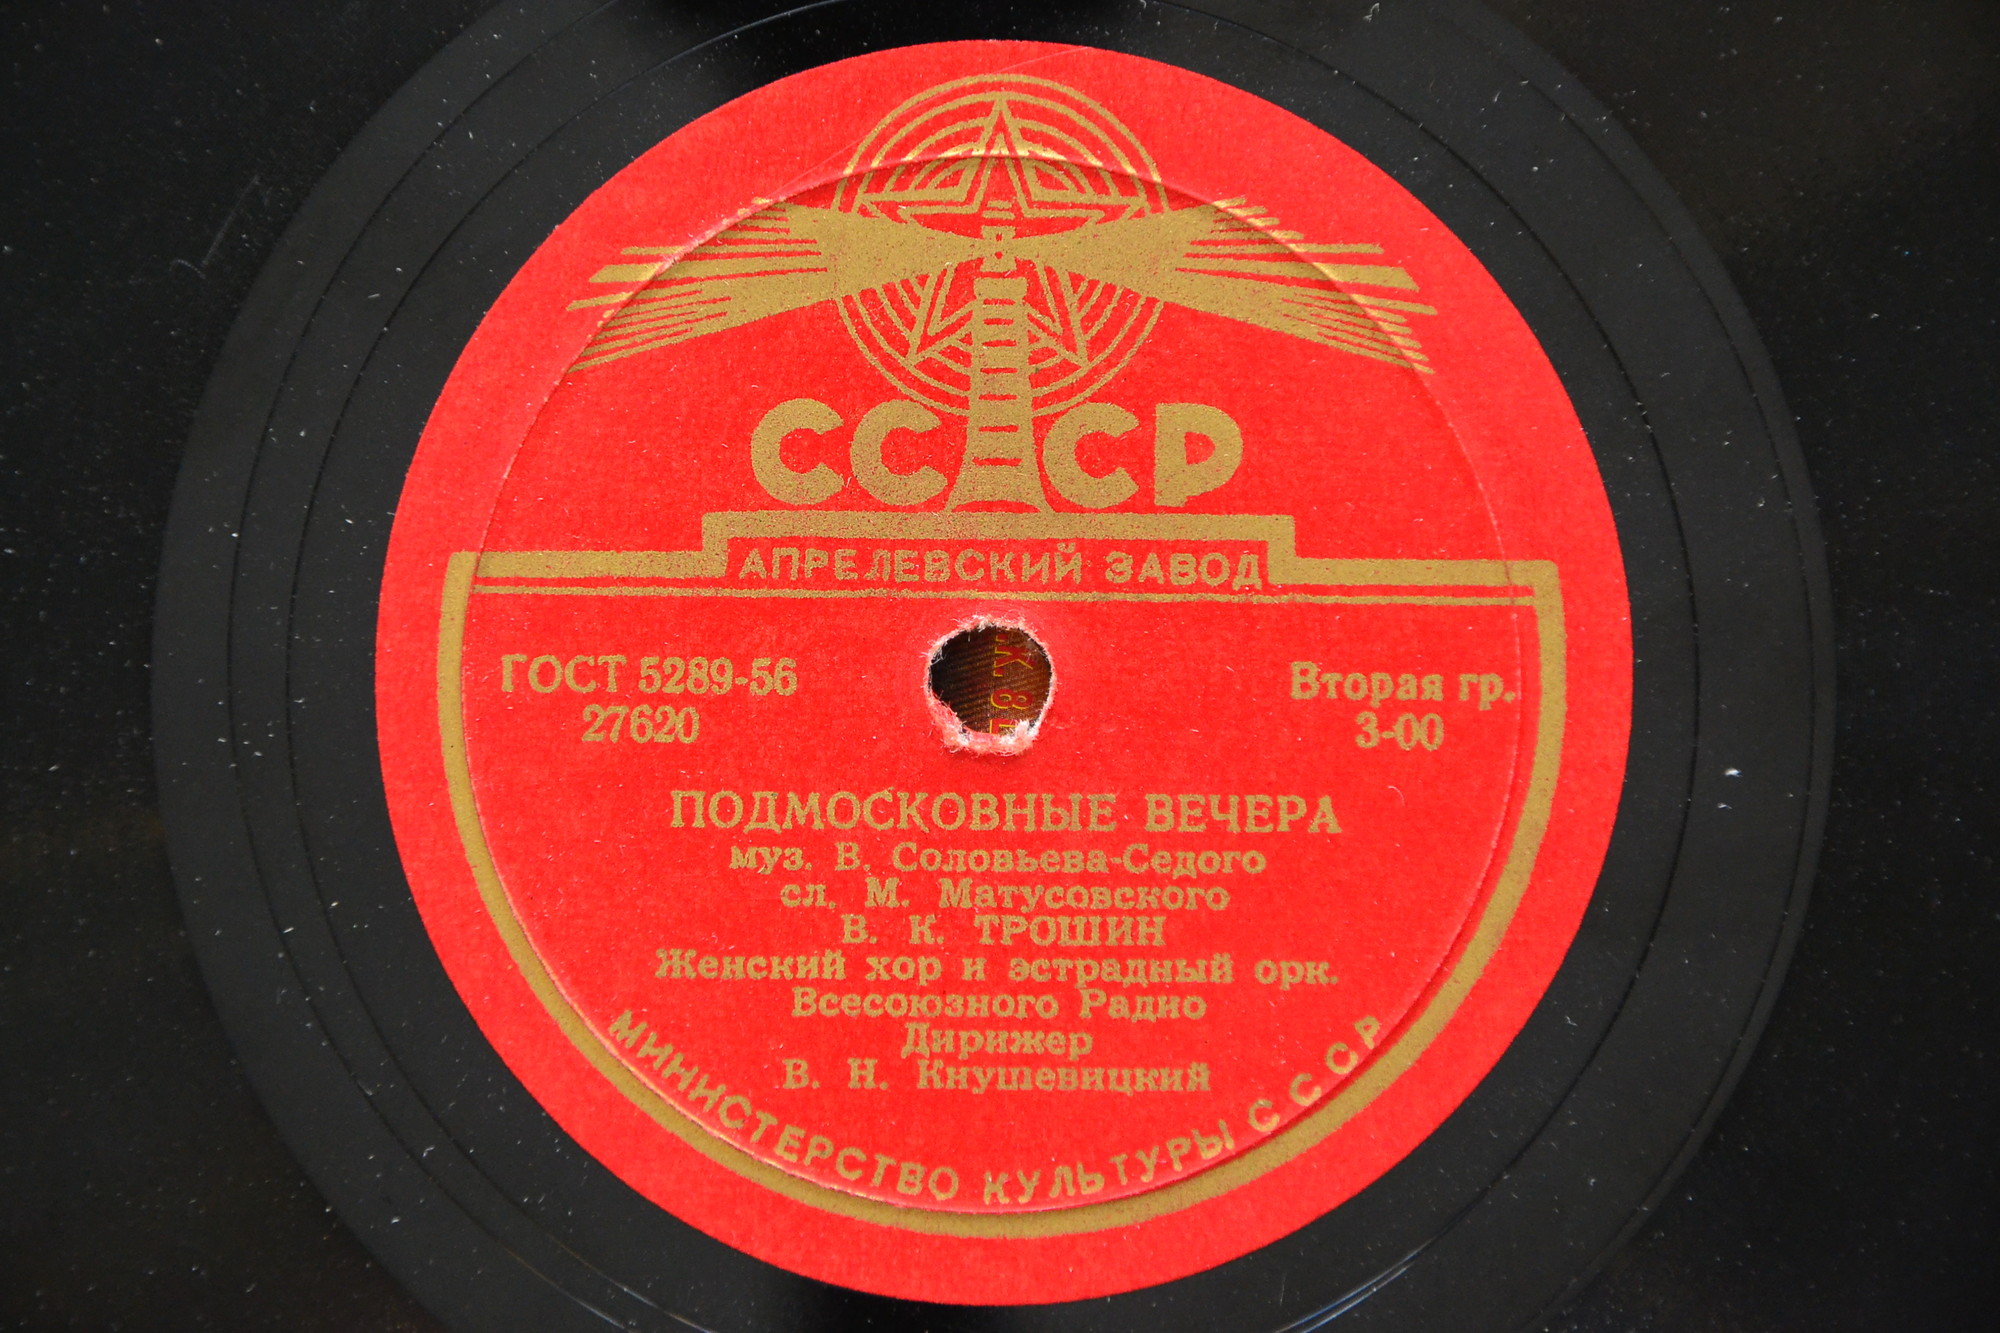 СССР
АПРЕЛЕВСКИЙ ЗАВОД
ГОСТ 5289-56
27620
Вторая гр.
3-00
ПОДМОСКОВНЫЕ ВЕЧЕРА
муз. В. Соловьева-Седого
сл. М. Матусовского
В. К. ТРОШИН
Женский хор и эстрадный орк.
Всесоюзного Радио
Дирижер
В. Н. Кнушевицкий
МИНИСТЕРСТВО КУЛЬТУРЫ СССР